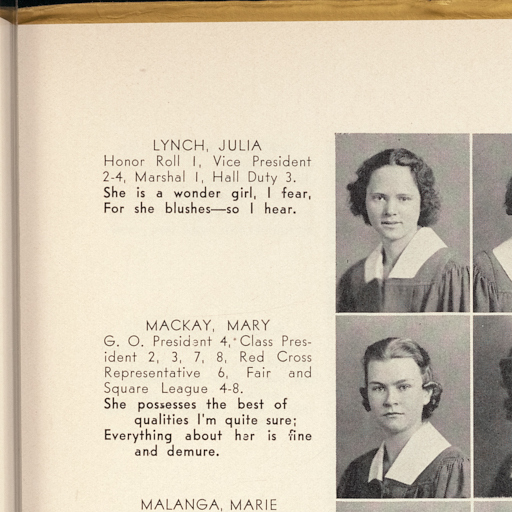 LYNCH, JULIA
Honor Roll 1, Vice President
2-4, Marshal 1, Hall Duty 3.
She is a wonder girl, I fear,
For she blushes—so I hear.
MACKAY, MARY
G. O. President 4, Class Pres-
ident 2, 3, 7, 8, Red Cross
Representative 6, Fair and
Square League 4-8.
She possesses the best of
qualities I'm quite sure;
Everything about her is fine
and demure.
MALANGA, MARIE